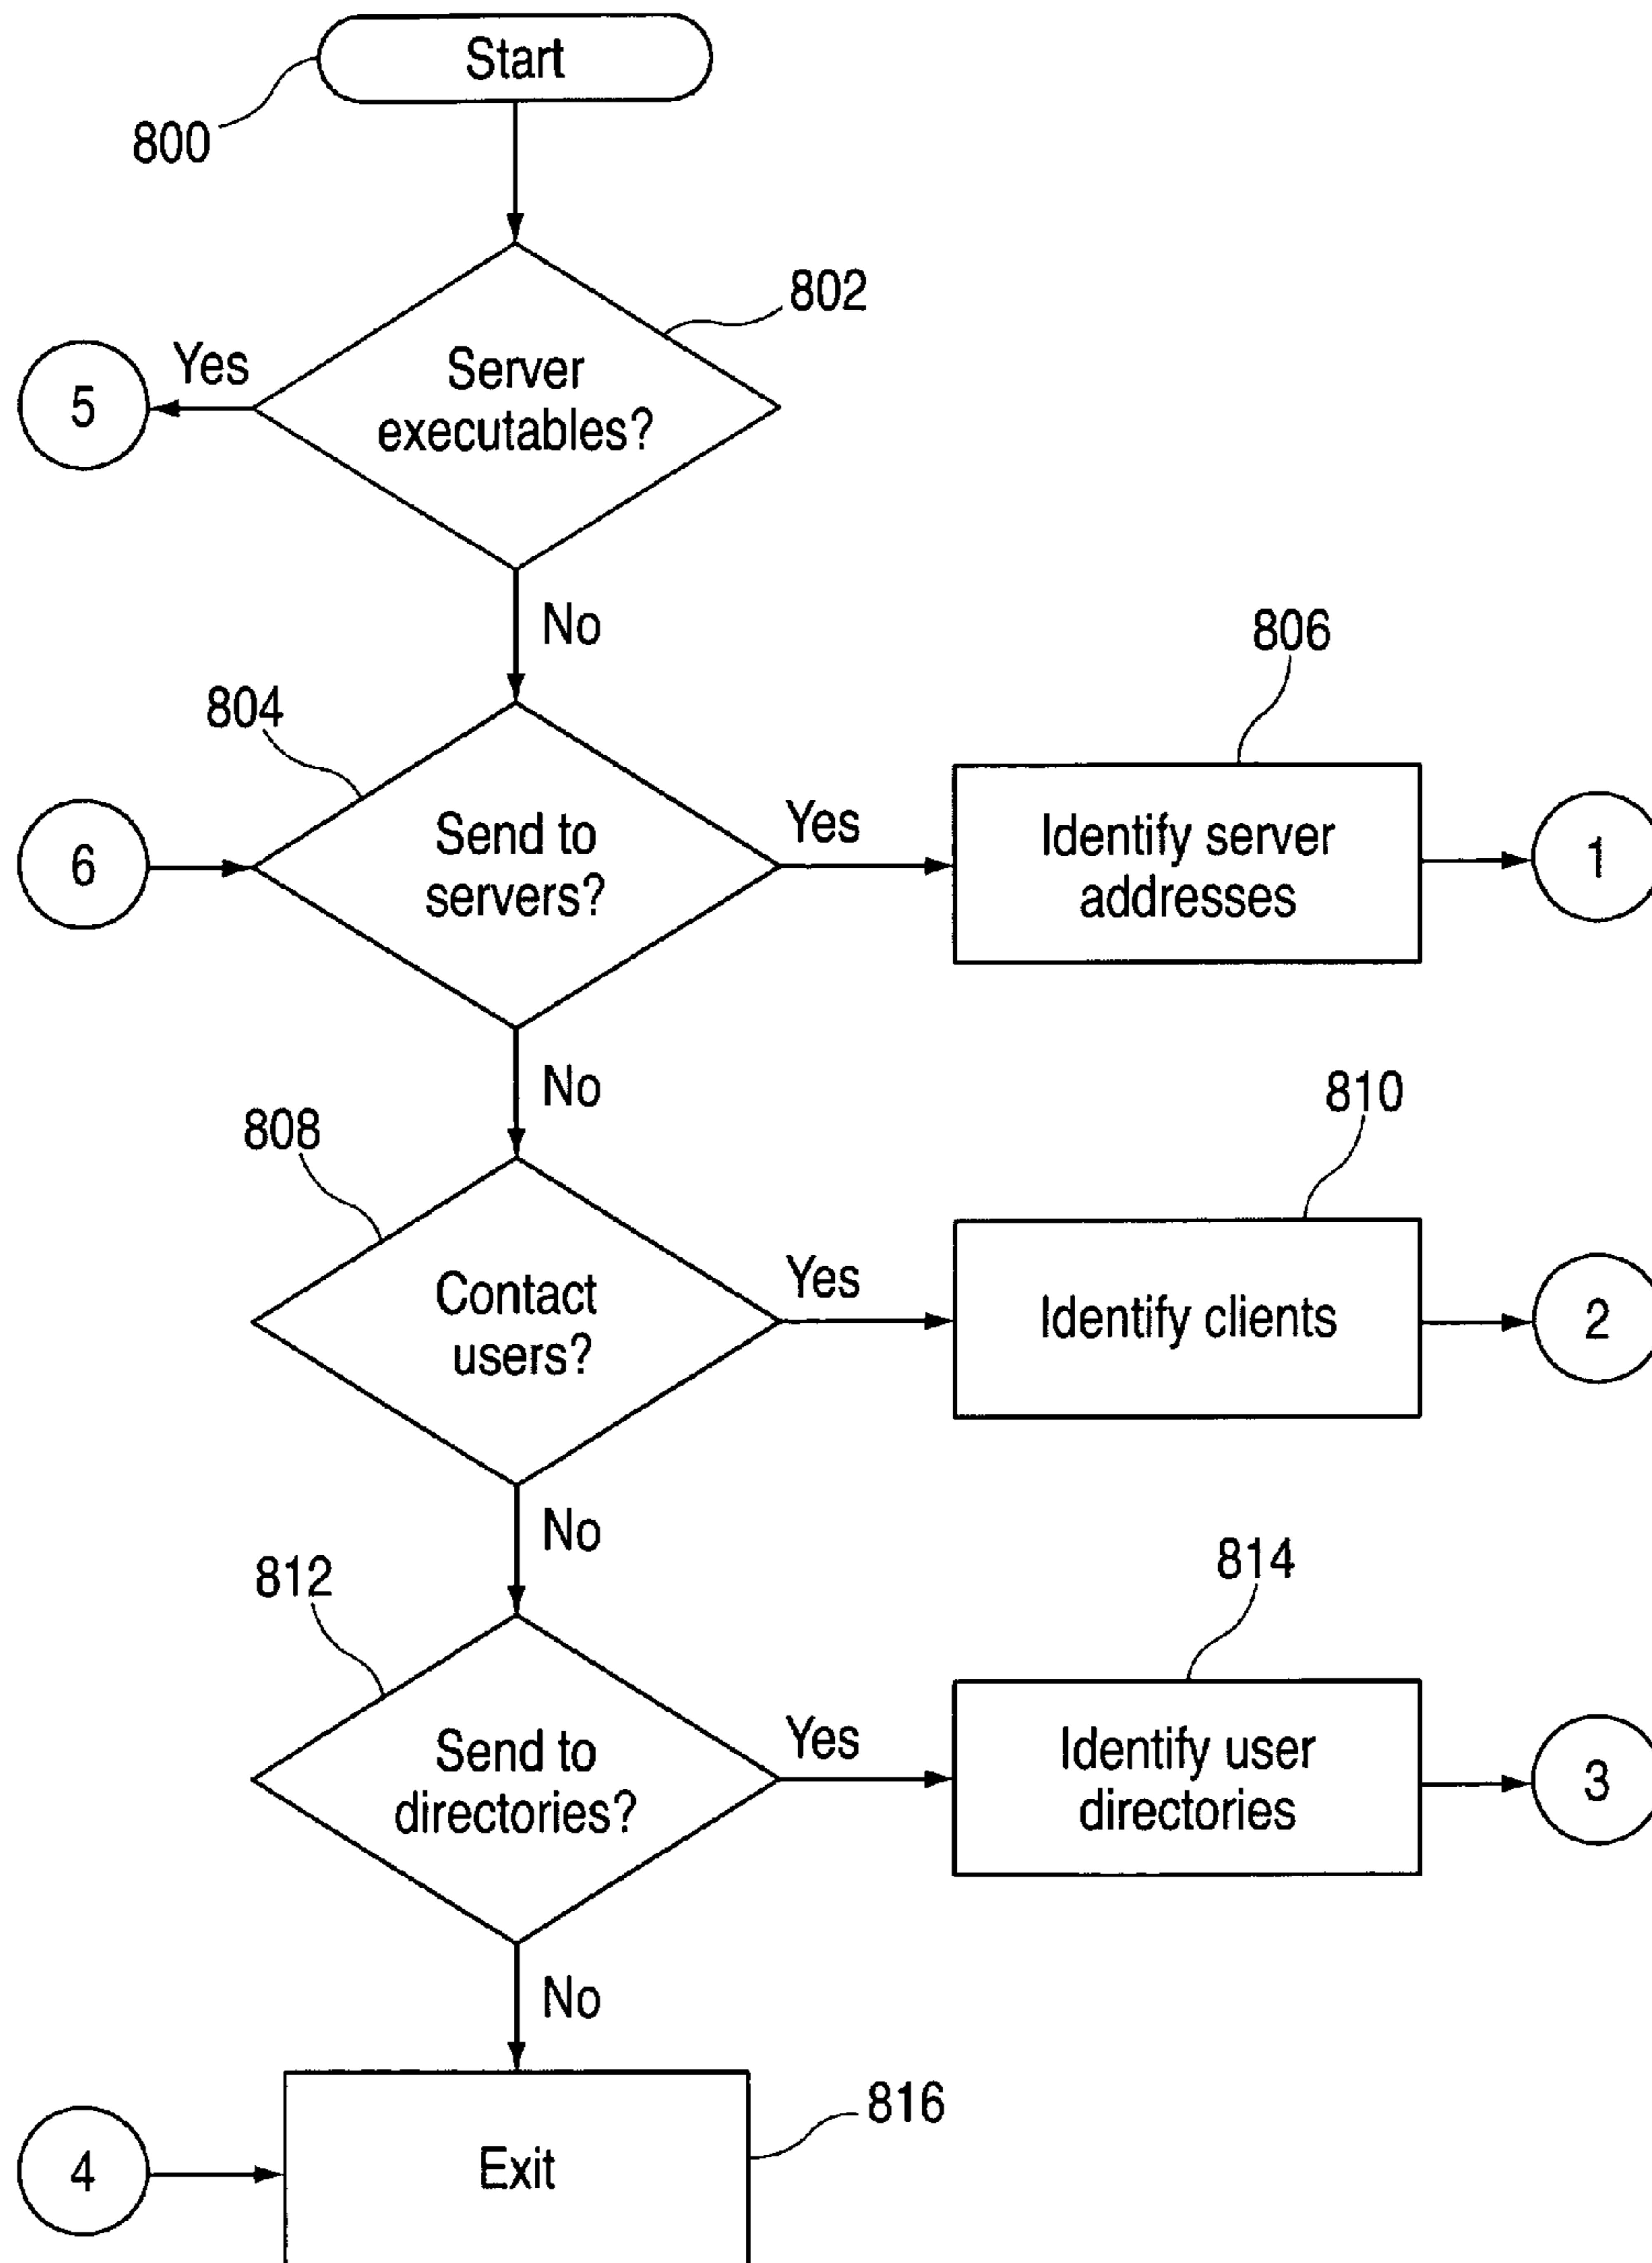 Start
800
802
Server
executables?
Yes
5
No
806
804
6
Send to
servers?
Yes
Identify server
addresses
1
No
810
808
Contact
users?
Yes
Identify clients
2
No
814
812
Send to
directories?
Yes
Identify user
directories
3
No
816
4
Exit